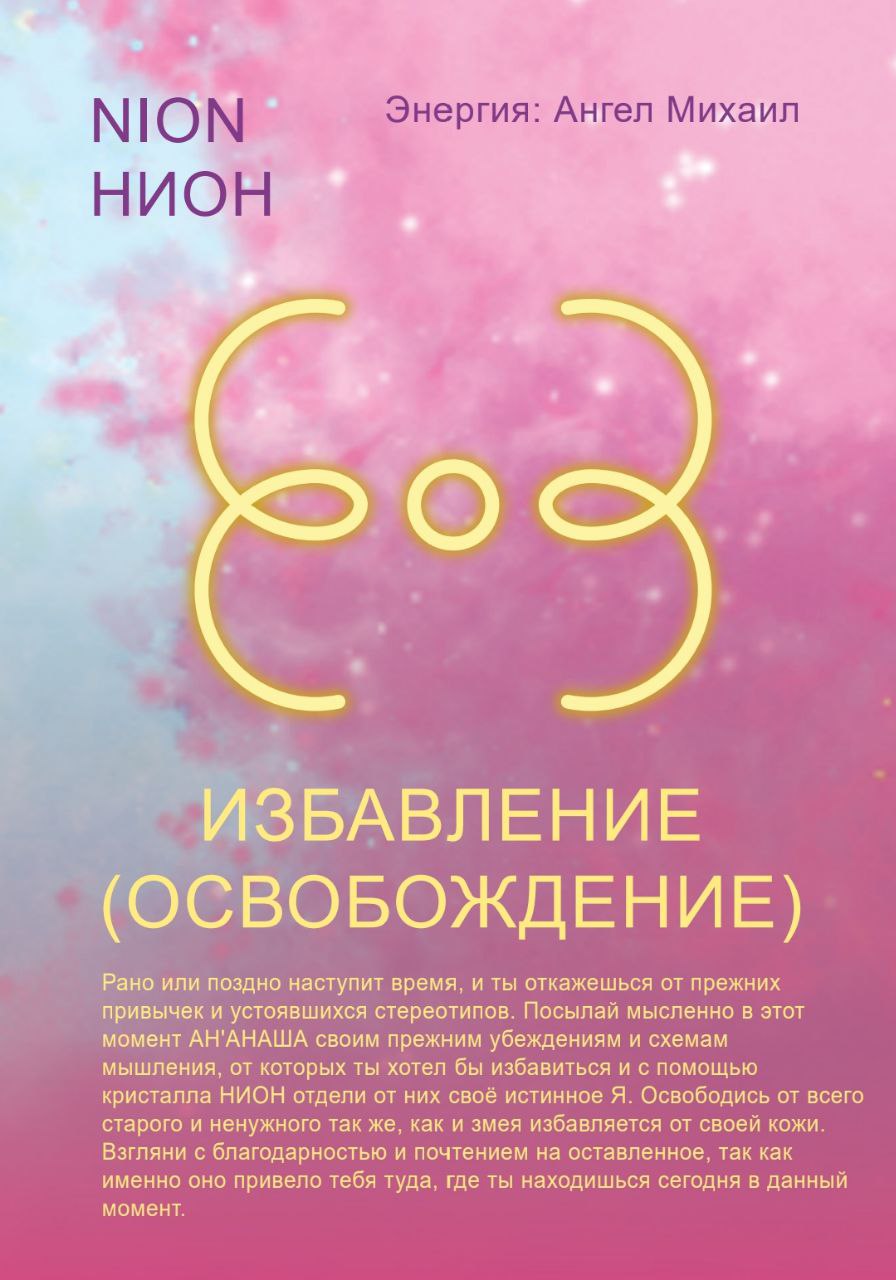 NION
НИОН
Энергия: Ангел Михаил
ИЗБАВЛЕНИЕ
(ОСВОБОЖДЕНИЕ)
Рано или поздно наступит время, и ты откажешься от прежних
привычек и устоявшихся стереотипов. Посылай мысленно в этот
момент АН'АНАША своим прежним убеждениям и схемам
мышления, от которых ты хотел бы избавиться и с помощью
кристалла НИОН отдели от них своё истинное Я. Освободись от всего
старого и ненужного так же, как и змея избавляется от своей кожи.
Взгляни с благодарностью и почтением на оставленное, так как
именно оно привело тебя туда, где ты находишься сегодня в данный
момент.